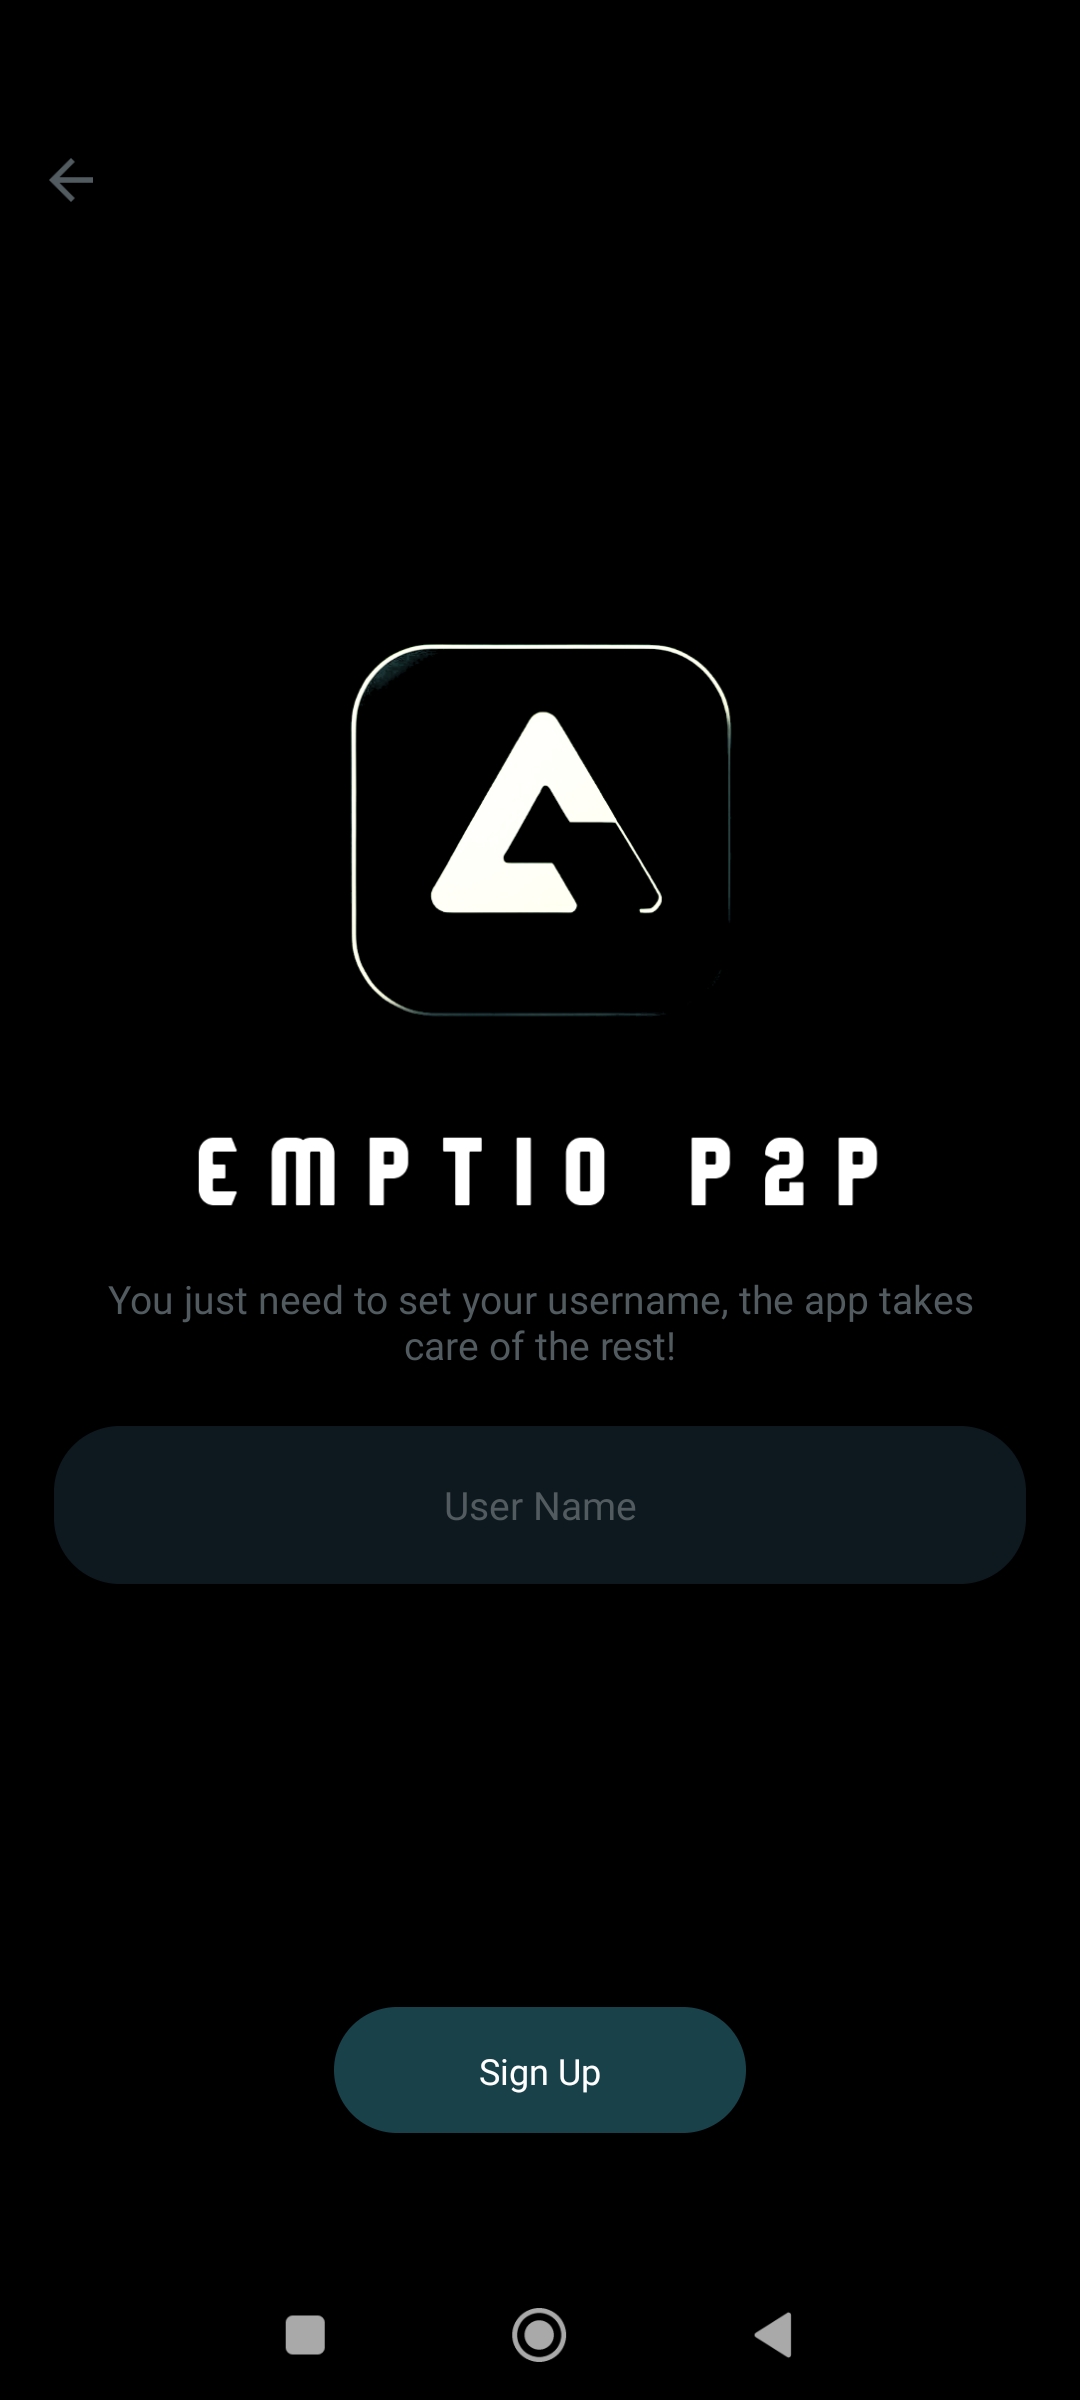 EMPTIO P2P
You just need to set your username, the app takes
care of the rest!
User Name
Sign Up